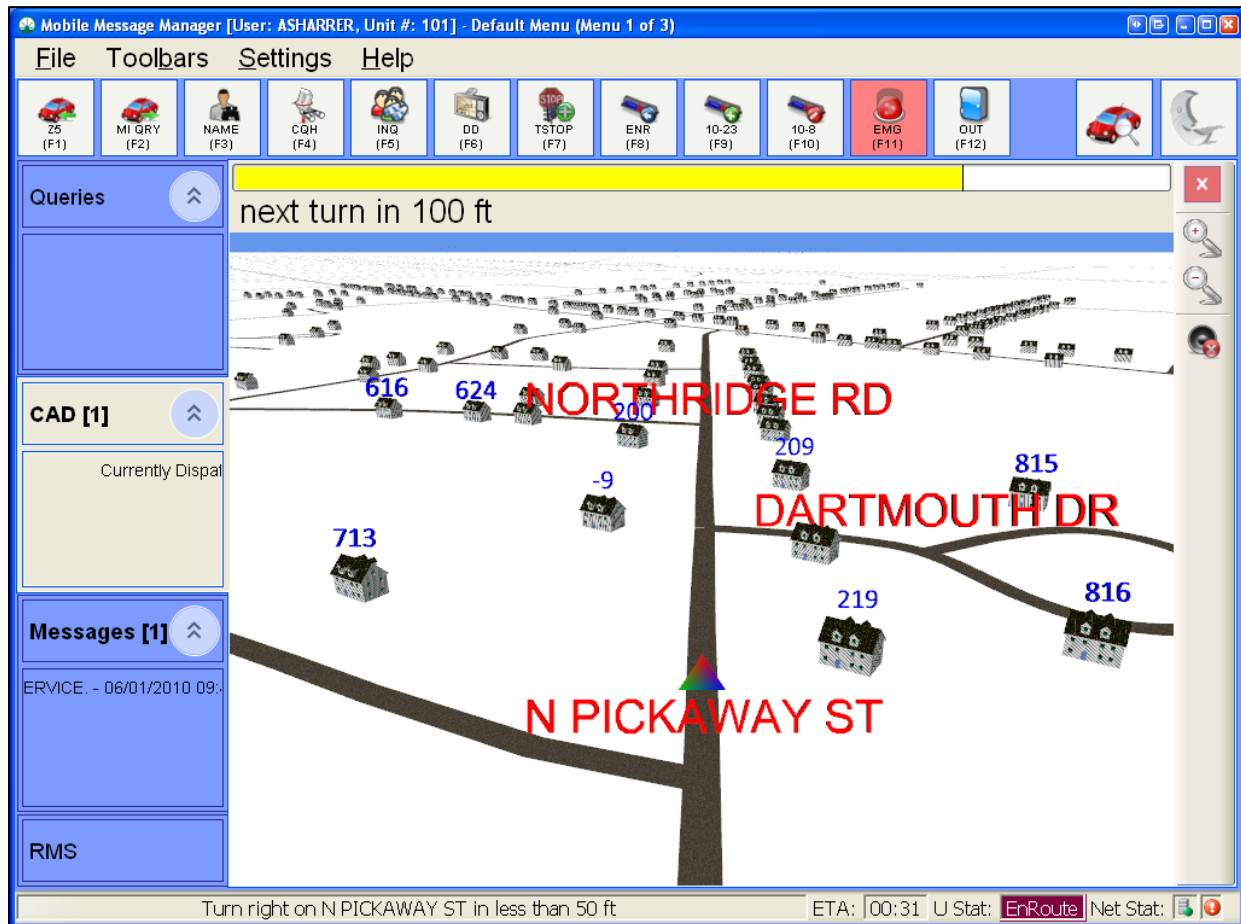 Mobile Message Manager [User: ASHARRER, Unit #: 101] - Default Menu (Menu 1 of 3)
File Toolbars Settings Help
Z5 (F1)
MI QRY (F2)
NAME (F3)
CQH (F4)
INQ (F5)
DD (F6)
STOP
TSTOP (F7)
ENR (F8)
10-23 (F9)
10-8 (F10)
EMG (F11)
OUT (F12)
Queries
next turn in 100 ft
CAD [1]
Currently Dispat
Messages [1]
ERVICE. - 06/01/2010 09:
RMS
616
624
NORTHRIDGE RD
200
209
-9
815
DARTMOUTH DR
713
219
816
N PICKAWAY ST
Turn right on N PICKAWAY ST in less than 50 ft
ETA: 00:31 U Stat: EnRoute Net Stat: